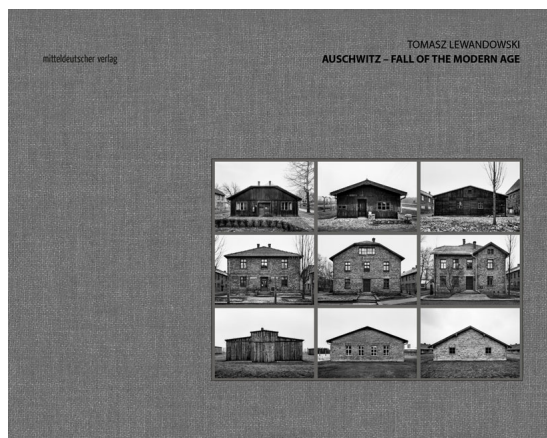 mitteldeutscher verlag
TOMASZ LEWANDOWSKI
AUSCHWITZ – FALL OF THE MODERN AGE